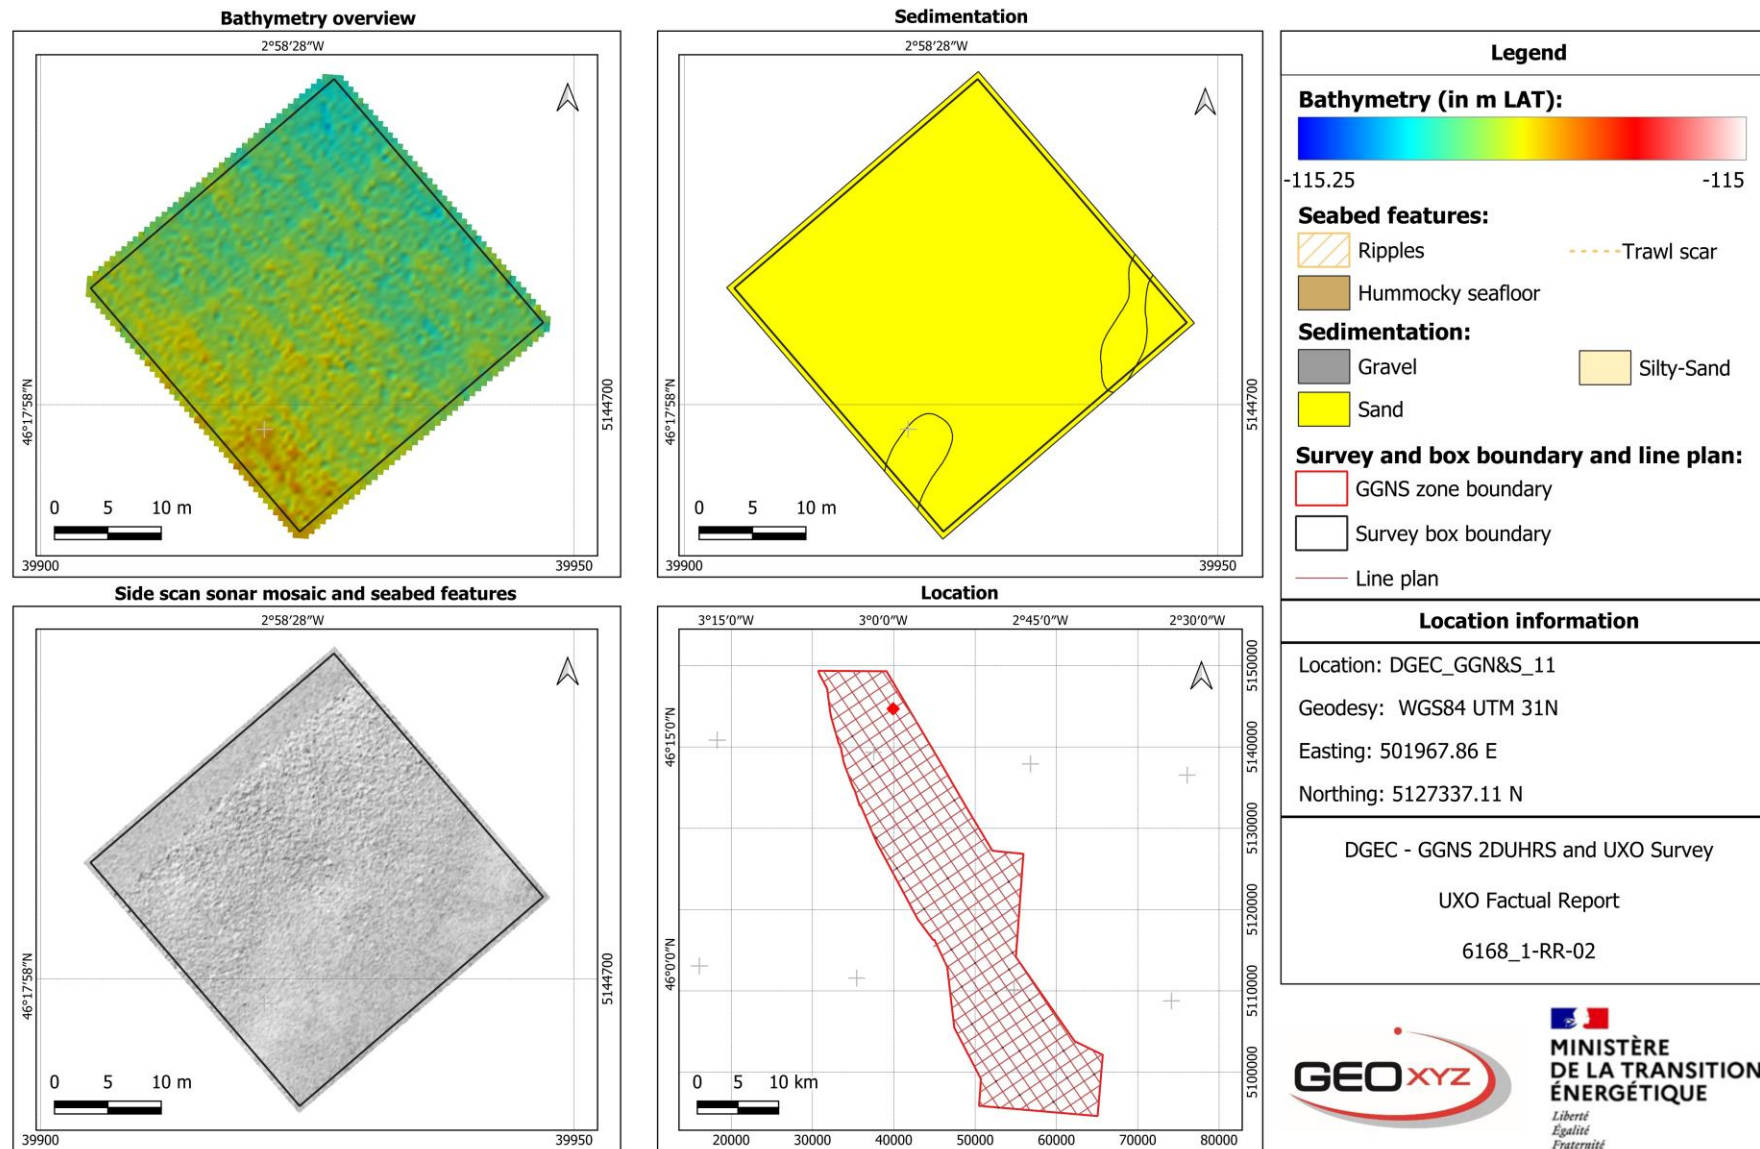 Bathymetry overview
2°58'28"W
46°17'58"N
5144700
0 5 10 m
39900 39950
Sedimentation
2°58'28"W
46°17'58"N
5144700
0 5 10 m
39900 39950
Side scan sonar mosaic and seabed features
2°58'28"W
46°17'58"N
5144700
0 5 10 m
39900 39950
Location
3°15'0"W 3°0'0"W 2°45'0"W 2°30'0"W
46°15'0"N
46°0'0"N
5150000
5140000
5130000
5120000
5110000
5100000
0 5 10 km
20000 30000 40000 50000 60000 70000 80000
Legend
Bathymetry (in m LAT):
-115.25 -115
Seabed features:
Ripples Trawl scar
Hummocky seafloor
Sedimentation:
Gravel Silty-Sand
Sand
Survey and box boundary and line plan:
GGNS zone boundary
Survey box boundary
Line plan
Location information
Location: DGEC_GGN&S_11
Geodesy: WGS84 UTM 31N
Easting: 501967.86 E
Northing: 5127337.11 N
DGEC - GGNS 2DUHRS and UXO Survey
UXO Factual Report
6168_1-RR-02
GEOXYZ
MINISTÈRE
DE LA TRANSITION
ÉNERGÉTIQUE
Liberté
Égalité
Fraternité